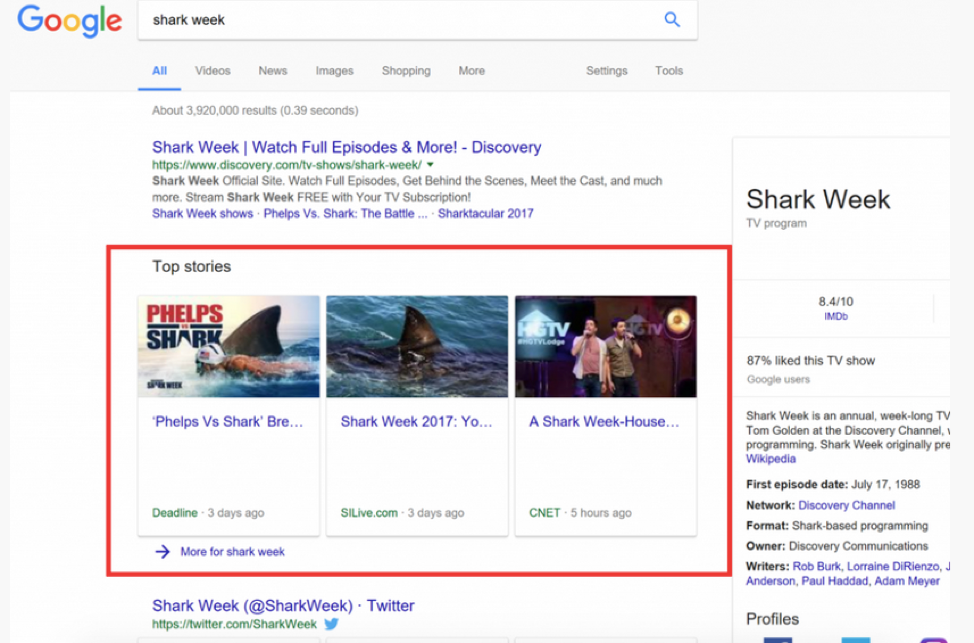 Google
shark week
All Videos News Images Shopping More Settings Tools
About 3,920,000 results (0.39 seconds)
Shark Week | Watch Full Episodes & More! - Discovery
https://www.discovery.com/tv-shows/shark-week/
Shark Week Official Site. Watch Full Episodes, Get Behind the Scenes, Meet the Cast, and much
more. Stream Shark Week FREE with Your TV Subscription!
Shark Week shows · Phelps Vs. Shark: The Battle ... · Sharktacular 2017
Top stories
PHELPS
VS
SHARK
SHARK WEEK
HGTV
#HGTVLodge
HGTV
‘Phelps Vs Shark’ Bre…
Shark Week 2017: Yo…
A Shark Week-House…
Deadline · 3 days ago
SILive.com · 3 days ago
CNET · 5 hours ago
More for shark week
Shark Week (@SharkWeek) · Twitter
https://twitter.com/SharkWeek
Shark Week
TV program
8.4/10
IMDb
87% liked this TV show
Google users
Shark Week is an annual, week-long TV
Tom Golden at the Discovery Channel,
programming. Shark Week originally pre
Wikipedia
First episode date: July 17, 1988
Network: Discovery Channel
Format: Shark-based programming
Owner: Discovery Communications
Writers: Rob Burk, Lorraine DiRienzo, J
Anderson, Paul Haddad, Adam Meyer
Profiles